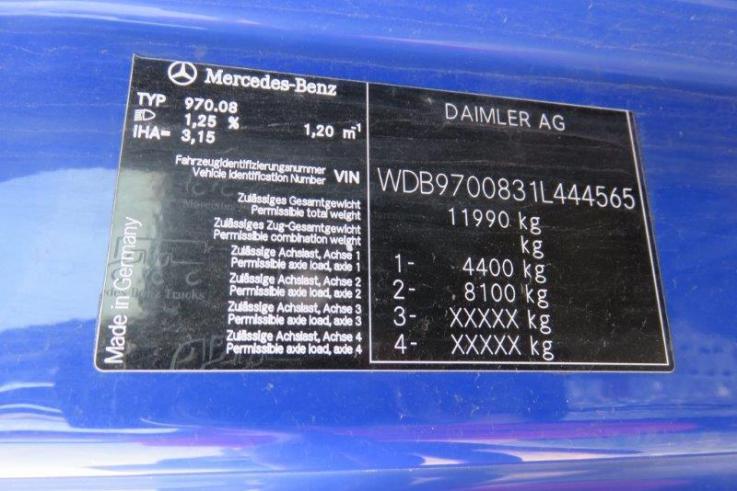 Mercedes-Benz
TYP 970.08
1,25 % 1,20 m⁻¹
IHA= 3,15
Fahrzeugidentifizierungsnummer
Vehicle Identification Number VIN
Zulässiges Gesamtgewicht
Permissible total weight
Zulässiges Zug-Gesamtgewicht
Permissible combination weight
Zulässige Achslast, Achse 1
Permissible axle load, axle 1
Zulässige Achslast, Achse 2
Permissible axle load, axle 2
Zulässige Achslast, Achse 3
Permissible axle load, axle 3
Zulässige Achslast, Achse 4
Permissible axle load, axle 4
Made in Germany
DAIMLER AG
WDB9700831L444565
11990 kg
kg
1- 4400 kg
2- 8100 kg
3- XXXXX kg
4- XXXXX kg